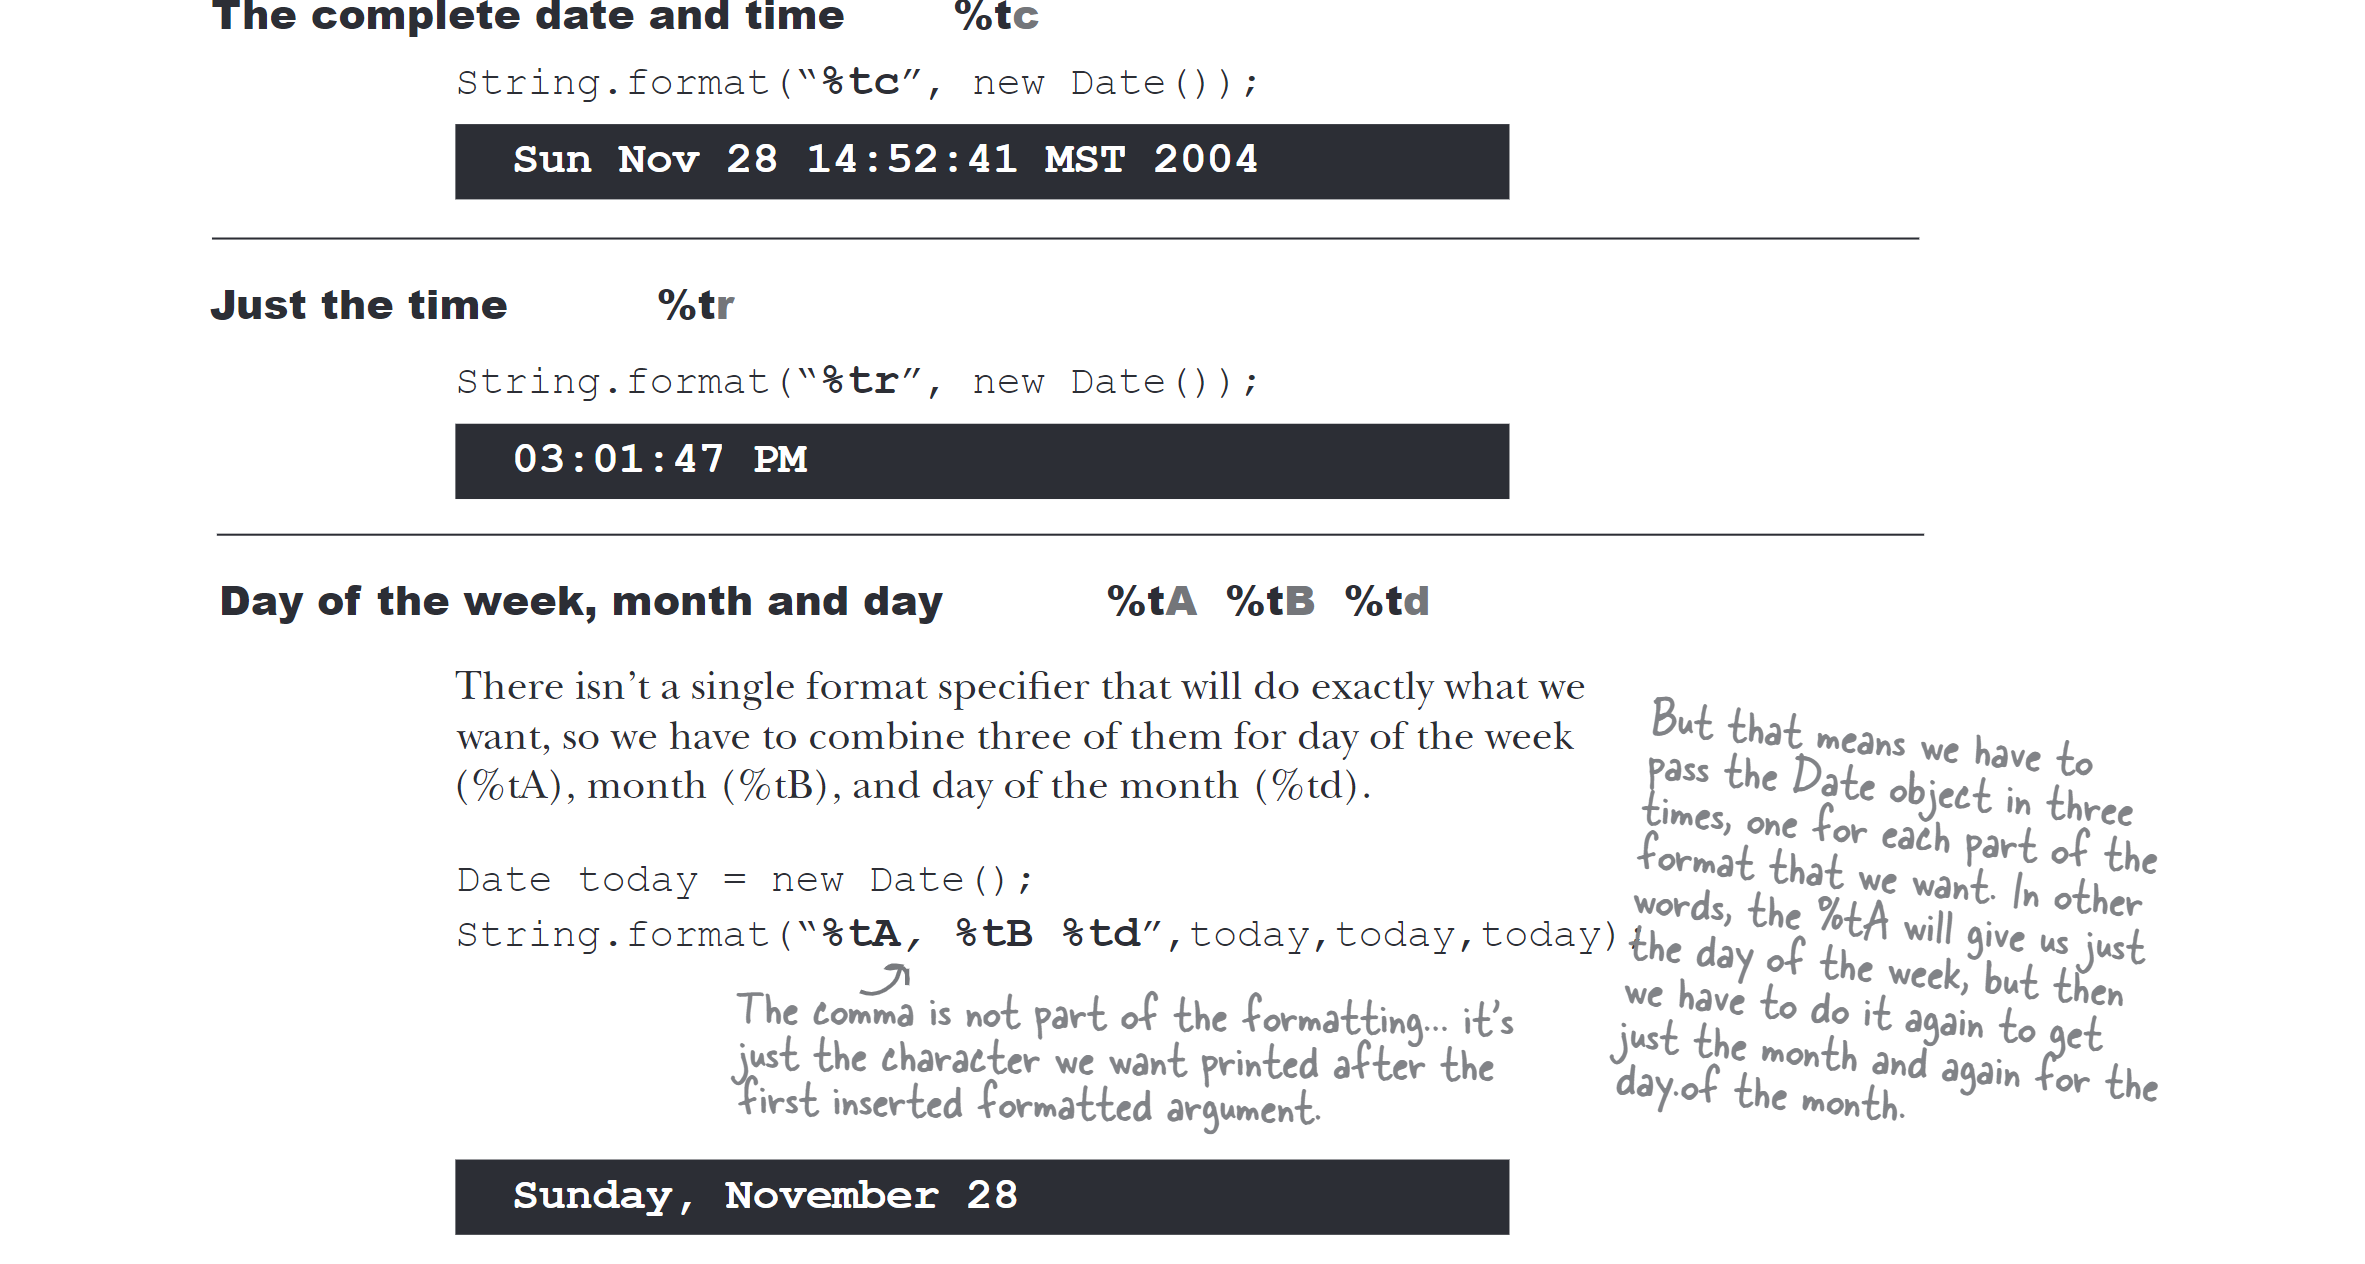 The complete date and time %tc
String.format(“%tc”, new Date());
Sun Nov 28 14:52:41 MST 2004
Just the time %tr
String.format(“%tr”, new Date());
03:01:47 PM
Day of the week, month and day %tA %tB %td
There isn’t a single format specifier that will do exactly what we
want, so we have to combine three of them for day of the week
(%tA), month (%tB), and day of the month (%td).
Date today = new Date();
String.format(“%tA, %tB %td”,today,today,today);
The comma is not part of the formatting... it’s
just the character we want printed after the
first inserted formatted argument.
But that means we have to
pass the Date object in three
times, one for each part of the
format that we want. In other
words, the %tA will give us just
the day of the week, but then
we have to do it again to get
just the month and again for the
day.of the month.
Sunday, November 28